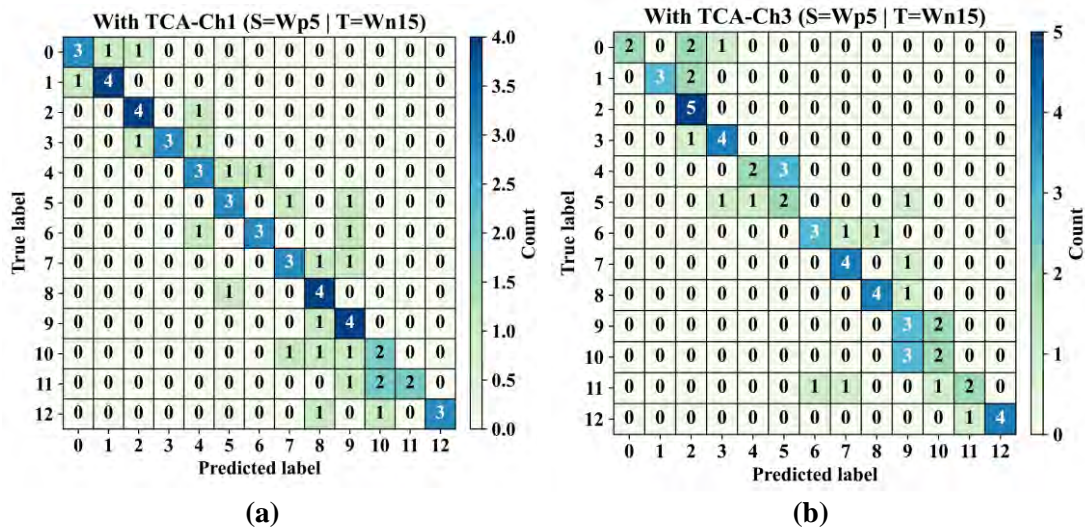 With TCA-Ch1 (S=Wp5 | T=Wn15)
0 3 1 1 0 0 0 0 0 0 0 0 0 0
1 1 4 0 0 0 0 0 0 0 0 0 0 0
2 0 0 4 0 1 0 0 0 0 0 0 0 0
3 0 0 1 3 1 0 0 0 0 0 0 0 0
4 0 0 0 0 3 1 1 0 0 0 0 0 0
5 0 0 0 0 0 3 0 1 0 1 0 0 0
6 0 0 0 0 1 0 3 0 0 1 0 0 0
7 0 0 0 0 0 0 0 3 1 1 0 0 0
8 0 0 0 0 0 1 0 0 4 0 0 0 0
9 0 0 0 0 0 0 0 0 1 4 0 0 0
10 0 0 0 0 0 0 0 1 1 1 2 0 0
11 0 0 0 0 0 0 0 0 0 1 2 2 0
12 0 0 0 0 0 0 0 0 1 0 1 0 3
0 1 2 3 4 5 6 7 8 9 10 11 12
True label
Predicted label
4.0
3.5
3.0
2.5
2.0
1.5
1.0
0.5
0.0
Count
(a)
With TCA-Ch3 (S=Wp5 | T=Wn15)
0 2 0 2 1 0 0 0 0 0 0 0 0 0
1 0 3 2 0 0 0 0 0 0 0 0 0 0
2 0 0 5 0 0 0 0 0 0 0 0 0 0
3 0 0 1 4 0 0 0 0 0 0 0 0 0
4 0 0 0 0 2 3 0 0 0 0 0 0 0
5 0 0 0 1 1 2 0 0 0 1 0 0 0
6 0 0 0 0 0 0 3 1 1 0 0 0 0
7 0 0 0 0 0 0 0 4 0 1 0 0 0
8 0 0 0 0 0 0 0 0 4 1 0 0 0
9 0 0 0 0 0 0 0 0 0 3 2 0 0
10 0 0 0 0 0 0 0 0 0 3 2 0 0
11 0 0 0 0 0 0 1 1 0 0 1 2 0
12 0 0 0 0 0 0 0 0 0 0 0 1 4
0 1 2 3 4 5 6 7 8 9 10 11 12
True label
Predicted label
5
4
3
2
1
0
Count
(b)